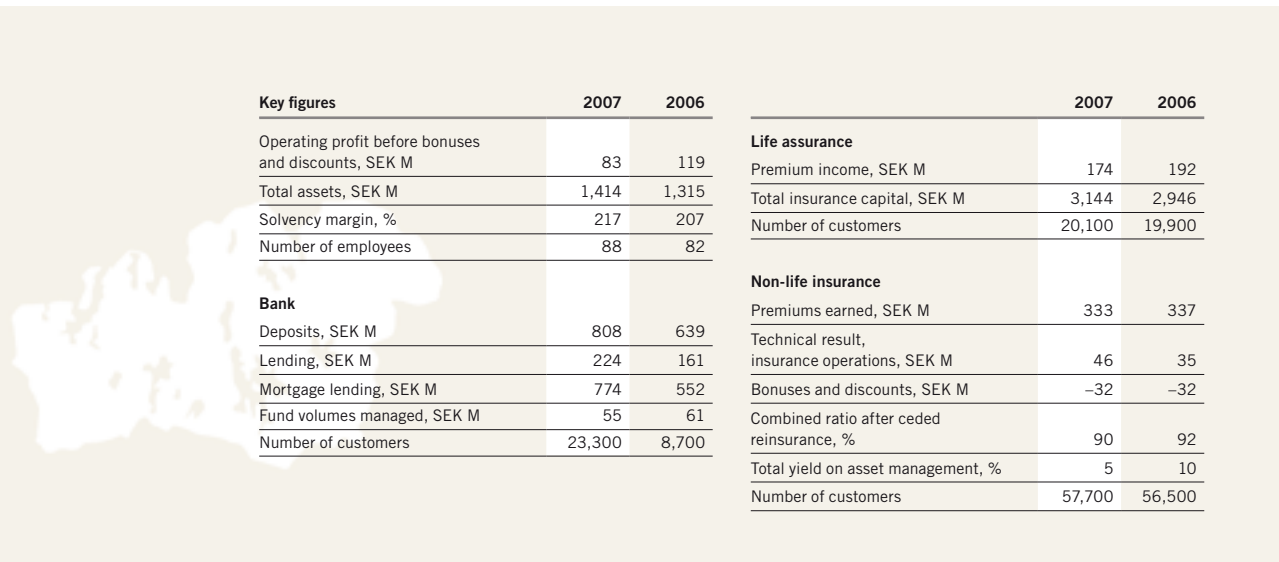 Key figures 2007 2006
Operating profit before bonuses
and discounts, SEK M 83 119
Total assets, SEK M 1,414 1,315
Solvency margin, % 217 207
Number of employees 88 82
Bank
Deposits, SEK M 808 639
Lending, SEK M 224 161
Mortgage lending, SEK M 774 552
Fund volumes managed, SEK M 55 61
Number of customers 23,300 8,700
2007 2006
Life assurance
Premium income, SEK M 174 192
Total insurance capital, SEK M 3,144 2,946
Number of customers 20,100 19,900
Non-life insurance
Premiums earned, SEK M 333 337
Technical result,
insurance operations, SEK M 46 35
Bonuses and discounts, SEK M –32 –32
Combined ratio after ceded
reinsurance, % 90 92
Total yield on asset management, % 5 10
Number of customers 57,700 56,500